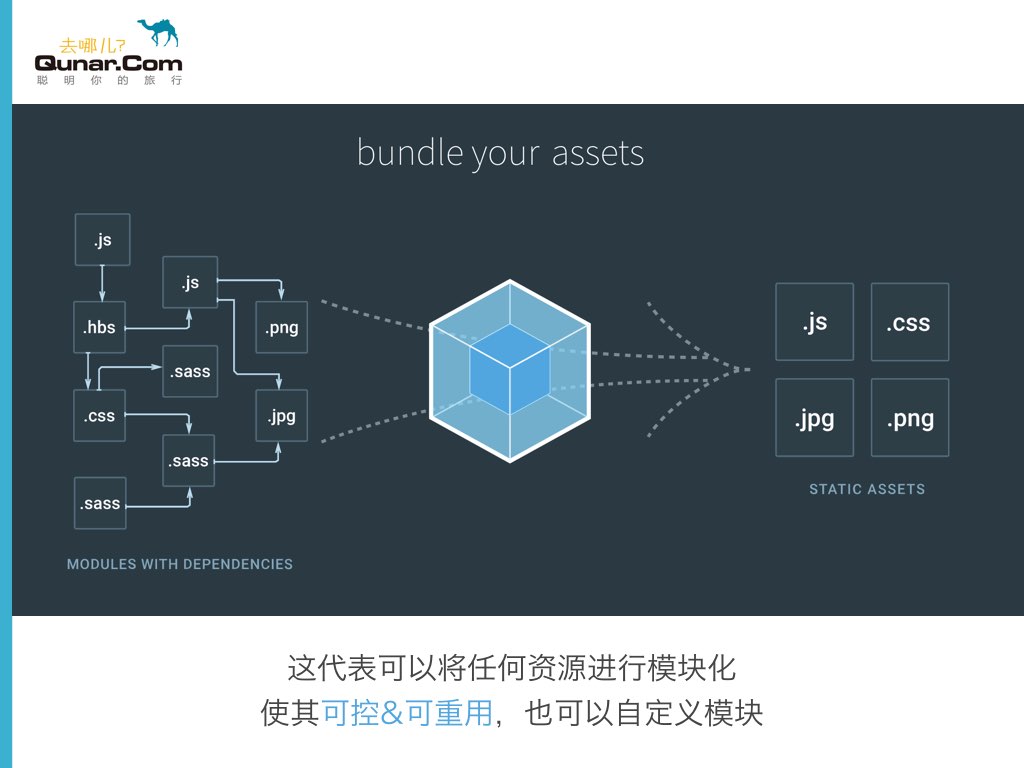 去哪儿?
Qunar.Com
聪明你的旅行
bundle your assets
.js
.js
.hbs
.png
.sass
.css
.jpg
.sass
.sass
MODULES WITH DEPENDENCIES
.js
.css
.jpg
.png
STATIC ASSETS
这代表可以将任何资源进行模块化
使其可控&可重用，也可以自定义模块